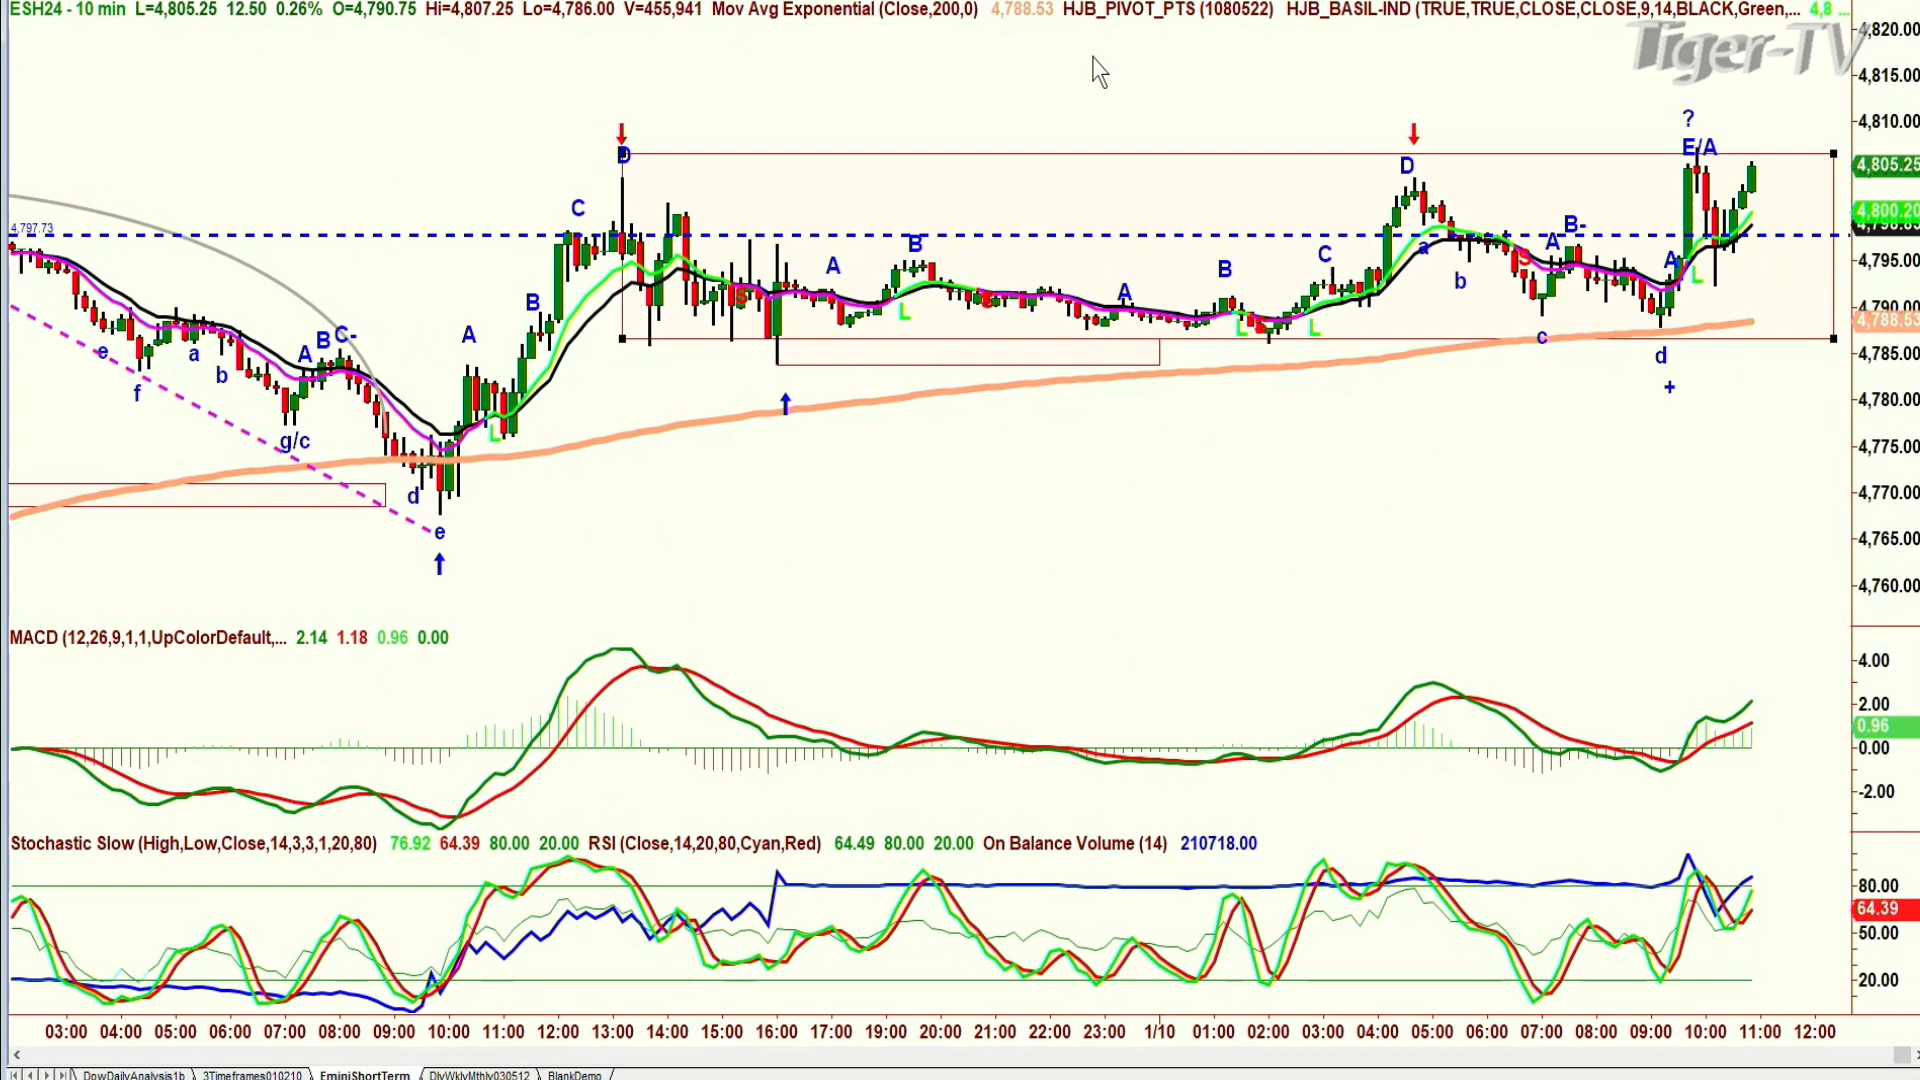 ESH24 - 10 min L=4,805.25 12.50 0.26% O=4,790.75 Hi=4,807.25 Lo=4,786.00 V=455,941 Mov Avg Exponential (Close,200,0) 4,788.53 HJB_PIVOT_PTS (1080522) HJB_BASIL-IND (TRUE,TRUE,CLOSE,CLOSE,9,14,BLACK,Green,... 4,8 ...
Tiger-TV
4,820.00
4,815.00
4,810.00
4,805.25
4,800.20
4,795.00
4,790.00
4,788.53
4,785.00
4,780.00
4,775.00
4,770.00
4,765.00
4,760.00
?
D D E/A
C
4,797.73
B- B A A C A
B A B
a b c d
+
A B C- A B
e f a b g/c d e
L L L L L
S S S S
MACD (12,26,9,1,1,UpColorDefault,... 2.14 1.18 0.96 0.00
4.00
2.00
0.96
0.00
-2.00
Stochastic Slow (High,Low,Close,14,3,3,1,20,80) 76.92 64.39 80.00 20.00 RSI (Close,14,20,80,Cyan,Red) 64.49 80.00 20.00 On Balance Volume (14) 210718.00
80.00
64.39
50.00
20.00
03:00 04:00 05:00 06:00 07:00 08:00 09:00 10:00 11:00 12:00 13:00 14:00 15:00 16:00 17:00 18:00 19:00 20:00 21:00 22:00 23:00 1/10 01:00 02:00 03:00 04:00 05:00 06:00 07:00 08:00 09:00 10:00 11:00 12:00
DowDailyAnalysis1b 3Timeframes010210 EminiShortTerm DlyWklyMthly030512 BlankDemo